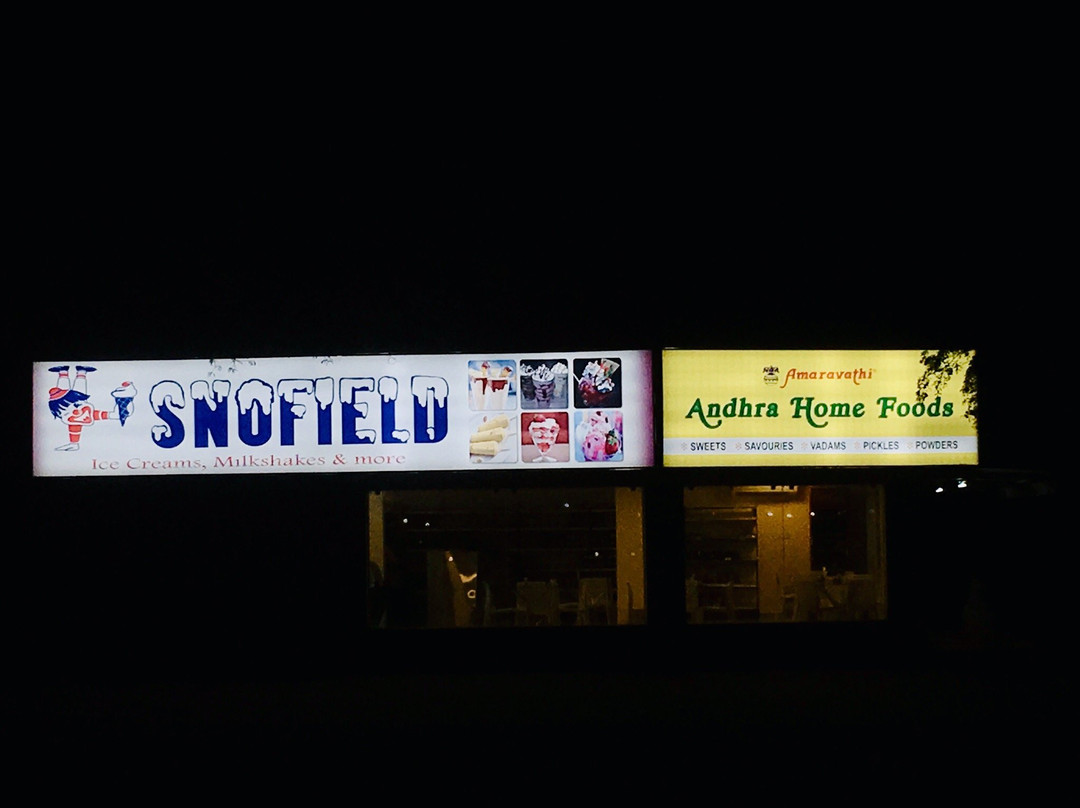 SNOFIELD
Ice Creams, Milkshakes & more
Amaravathi
Andhra Home Foods
SWEETS SAVOURIES VADAMS PICKLES POWDERS